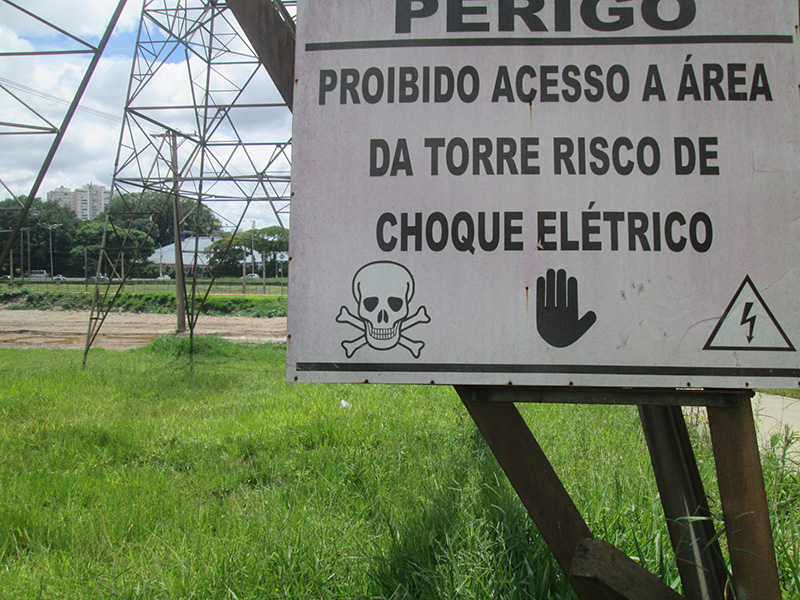 PERIGO
PROIBIDO ACESSO A ÁREA
DA TORRE RISCO DE
CHOQUE ELÉTRICO